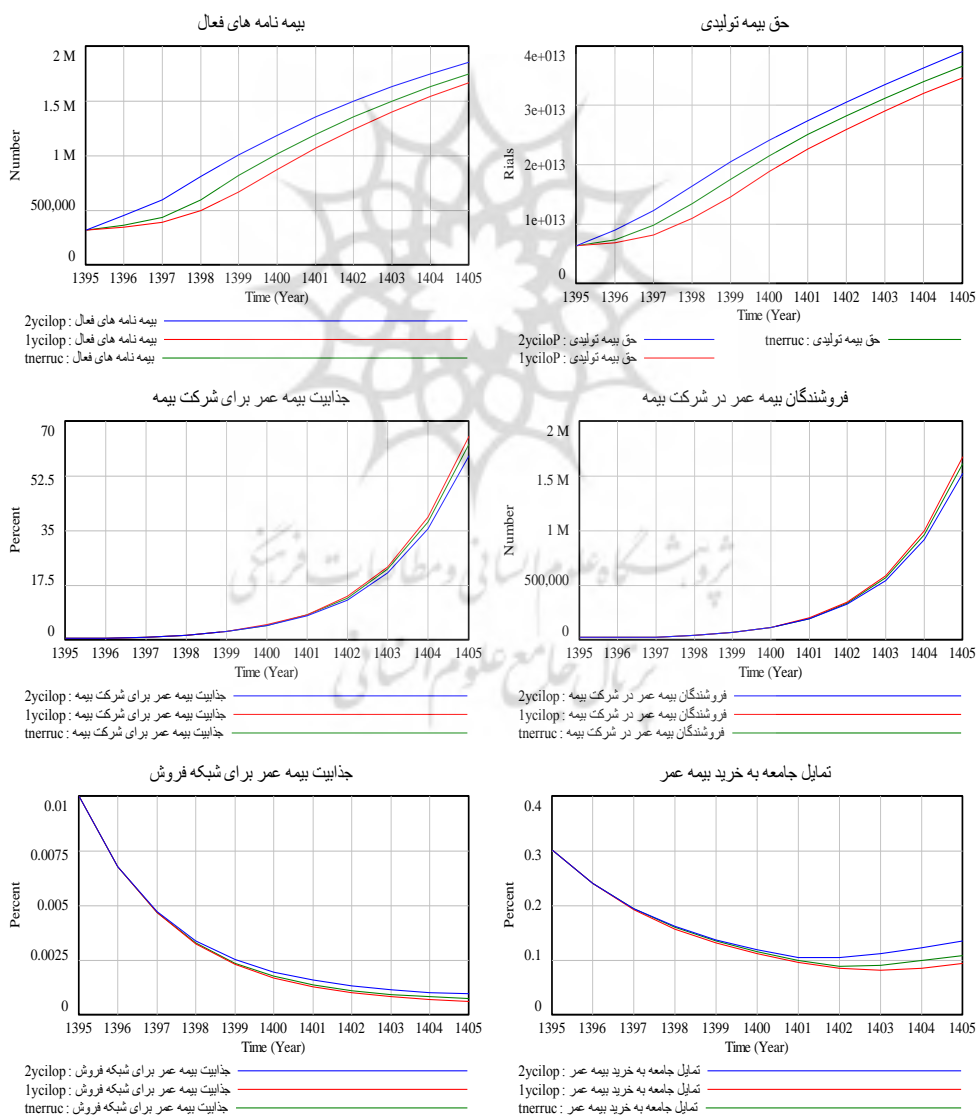 بیمه نامه های فعال
2 M
1.5 M
1 M
500,000
0
Number
1395 1396 1397 1398 1399 1400 1401 1402 1403 1404 1405
Time (Year)
بیمه نامه های فعال : 2ycilop
بیمه نامه های فعال : 1ycilop
بیمه نامه های فعال : tnerruc
حق بیمه تولیدی
4e+013
3e+013
2e+013
1e+013
0
Rials
1395 1396 1397 1398 1399 1400 1401 1402 1403 1404 1405
Time (Year)
حق بیمه تولیدی : 2yciloP
حق بیمه تولیدی : tnerruc
حق بیمه تولیدی : 1yciloP
جذابیت بیمه عمر برای شرکت بیمه
70
52.5
35
17.5
0
Percent
1395 1396 1397 1398 1399 1400 1401 1402 1403 1404 1405
Time (Year)
جذابیت بیمه عمر برای شرکت بیمه : 2ycilop
جذابیت بیمه عمر برای شرکت بیمه : 1ycilop
جذابیت بیمه عمر برای شرکت بیمه : tnerruc
فروشندگان بیمه عمر در شرکت بیمه
2 M
1.5 M
1 M
500,000
0
Number
1395 1396 1397 1398 1399 1400 1401 1402 1403 1404 1405
Time (Year)
فروشندگان بیمه عمر در شرکت بیمه : 2ycilop
فروشندگان بیمه عمر در شرکت بیمه : 1ycilop
فروشندگان بیمه عمر در شرکت بیمه : tnerruc
جذابیت بیمه عمر برای شبکه فروش
0.01
0.0075
0.005
0.0025
0
Percent
1395 1396 1397 1398 1399 1400 1401 1402 1403 1404 1405
Time (Year)
جذابیت بیمه عمر برای شبکه فروش : 2ycilop
جذابیت بیمه عمر برای شبکه فروش : 1ycilop
جذابیت بیمه عمر برای شبکه فروش : tnerruc
تمایل جامعه به خرید بیمه عمر
0.4
0.3
0.2
0.1
0
Percent
1395 1396 1397 1398 1399 1400 1401 1402 1403 1404 1405
Time (Year)
تمایل جامعه به خرید بیمه عمر : 2ycilop
تمایل جامعه به خرید بیمه عمر : 1ycilop
تمایل جامعه به خرید بیمه عمر : tnerruc
پژوهشگاه علوم انسانی و مطالعات فرهنگی
پرتال جامع علوم انسانی